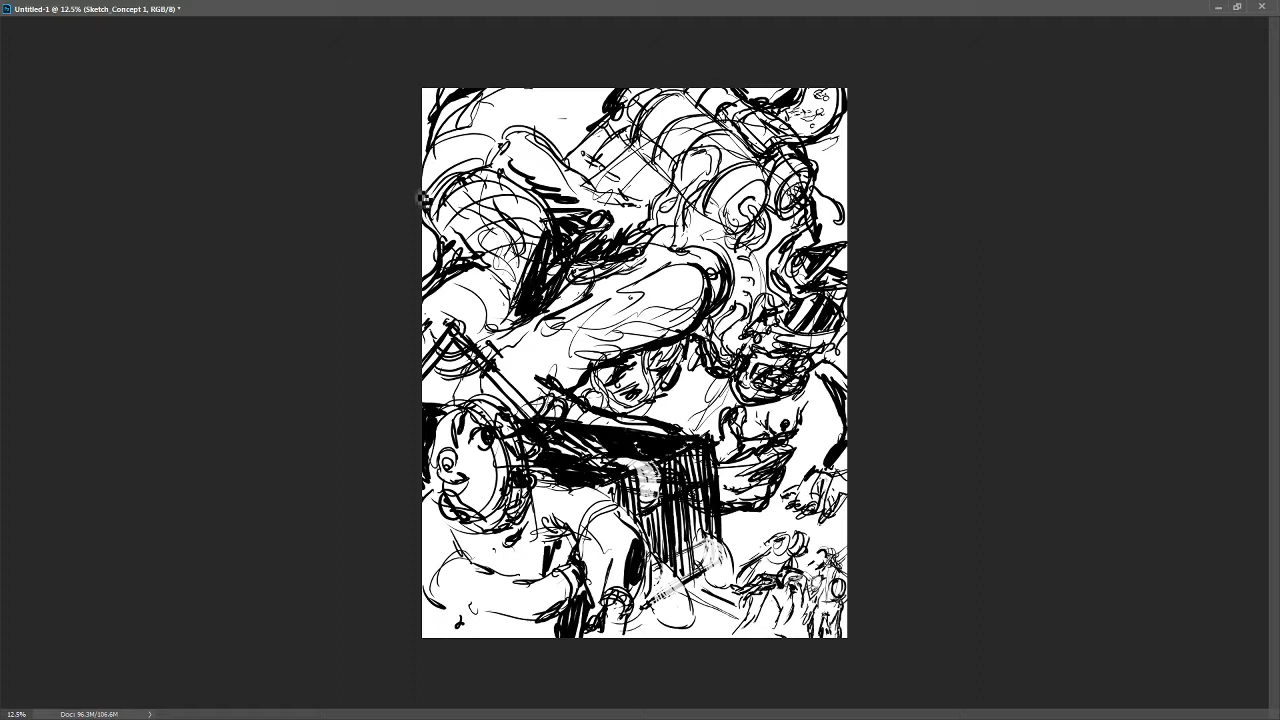 Untitled-1 @ 12.5% (Sketch_Concept 1, RGB/8) *
12.5%
Doc: 96.3M/106.6M